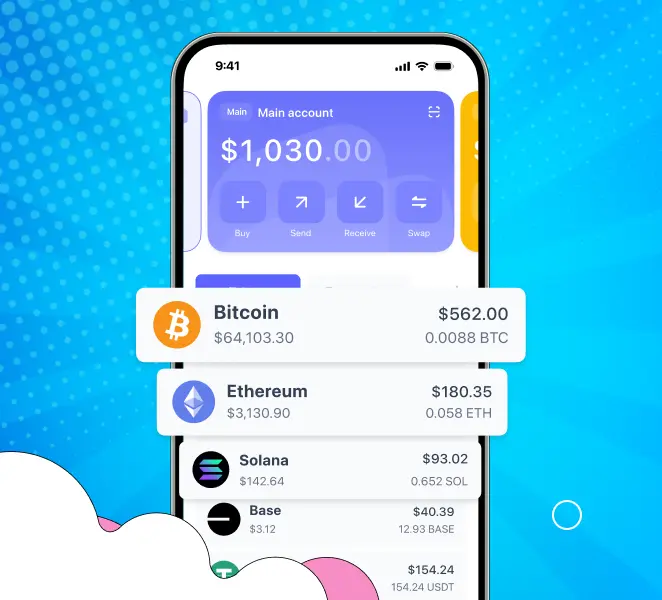 9:41
Main Main account
$1,030.00
Buy Send Receive Swap
Bitcoin $562.00
$64,103.30 0.0088 BTC
Ethereum $180.35
$3,130.90 0.058 ETH
Solana $93.02
$142.64 0.652 SOL
Base $40.39
$3.12 12.93 BASE
$154.24
154.24 USDT